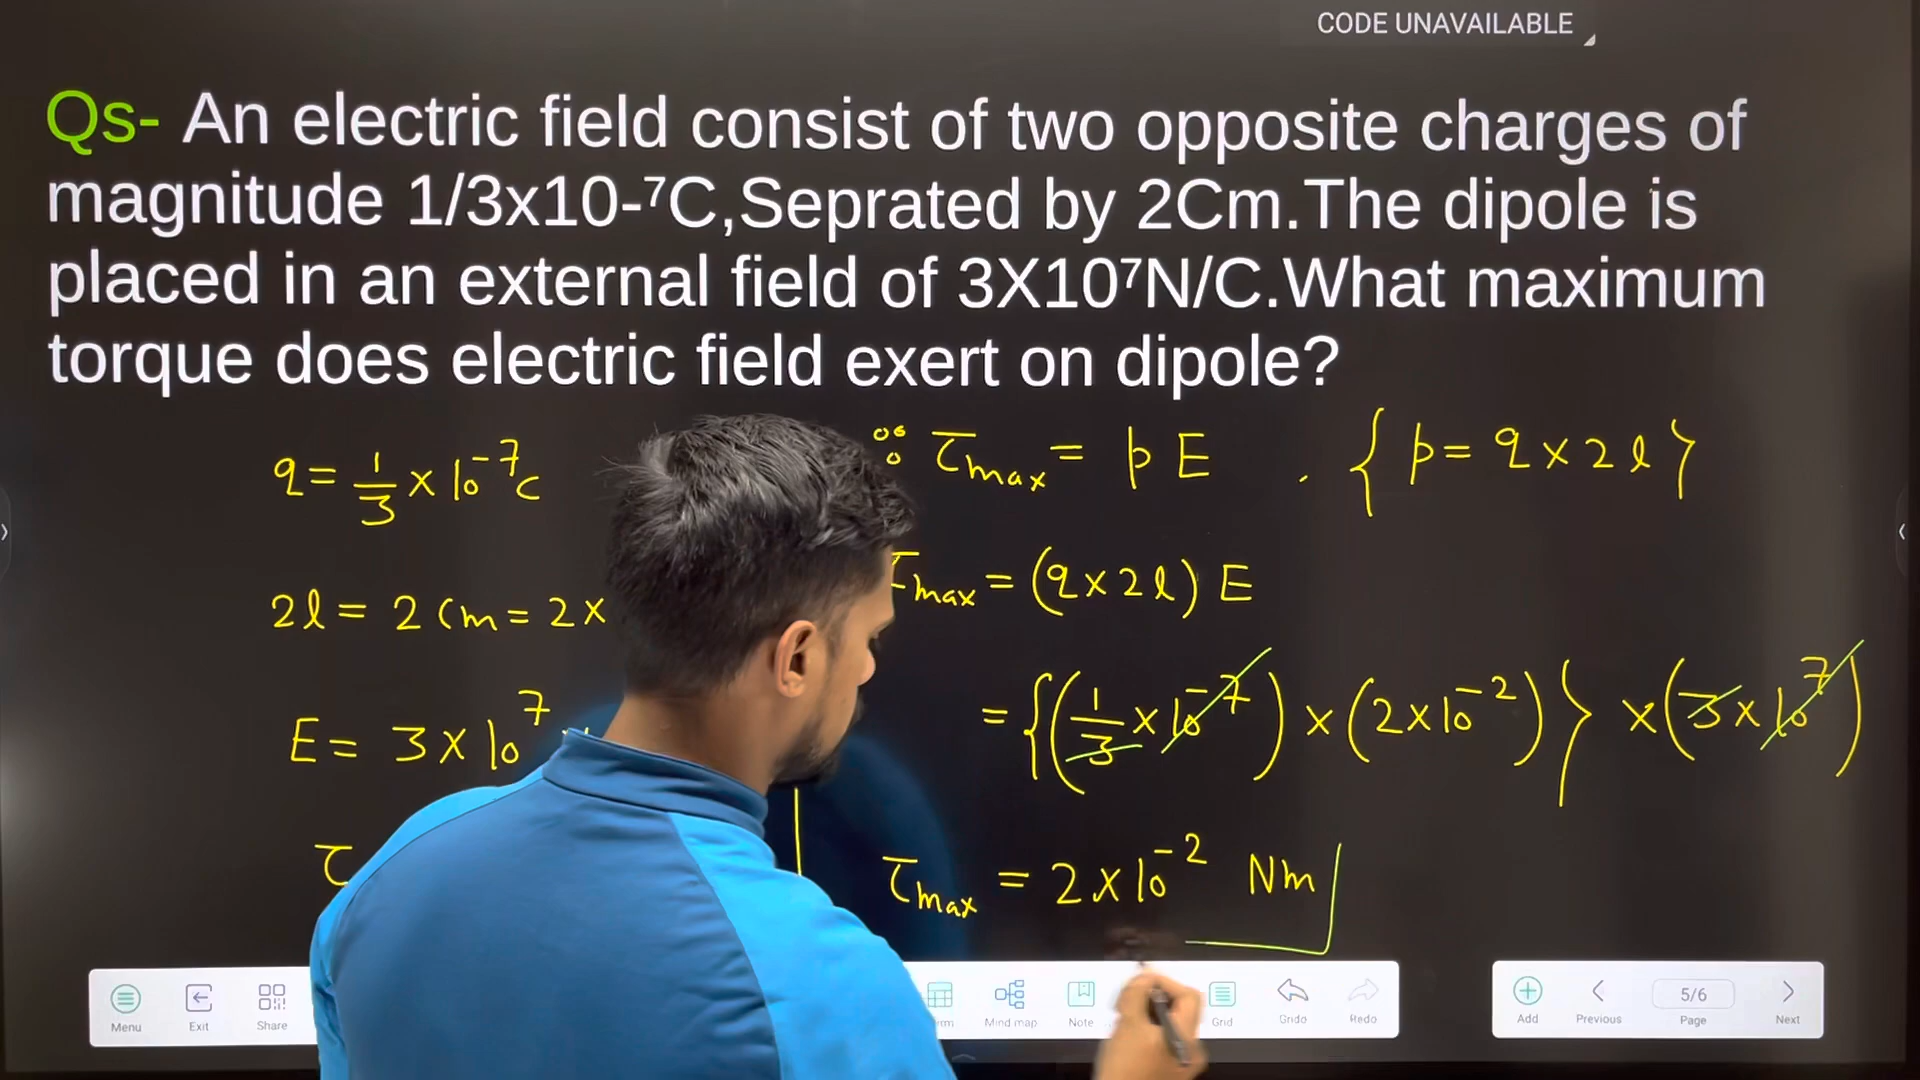 CODE UNAVAILABLE
Qs- An electric field consist of two opposite charges of
magnitude 1/3x10-⁷C,Seprated by 2Cm.The dipole is
placed in an external field of 3X10⁷N/C.What maximum
torque does electric field exert on dipole?
q = 1/3 × 10⁻⁷ c
2l = 2 cm = 2 ×
E = 3 × 10⁷
τ
∵ τmax = p E . { p = q × 2l }
τmax = (q × 2l) E
= {(1/3 × 10⁻⁷) × (2 × 10⁻²)} × (3 × 10⁷)
τmax = 2 × 10⁻² Nm
Menu Exit Share Mind map Note Grid Grido Redo
Add Previous 5/6 Page Next